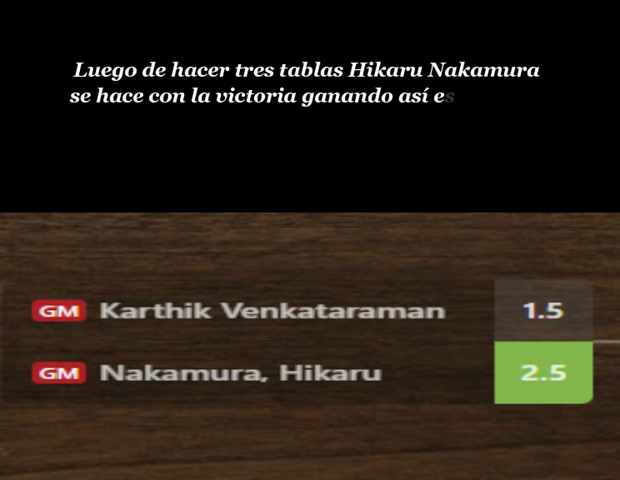 Luego de hacer tres tablas Hikaru Nakamura
se hace con la victoria ganando así es
GM Karthik Venkataraman 1.5
GM Nakamura, Hikaru 2.5